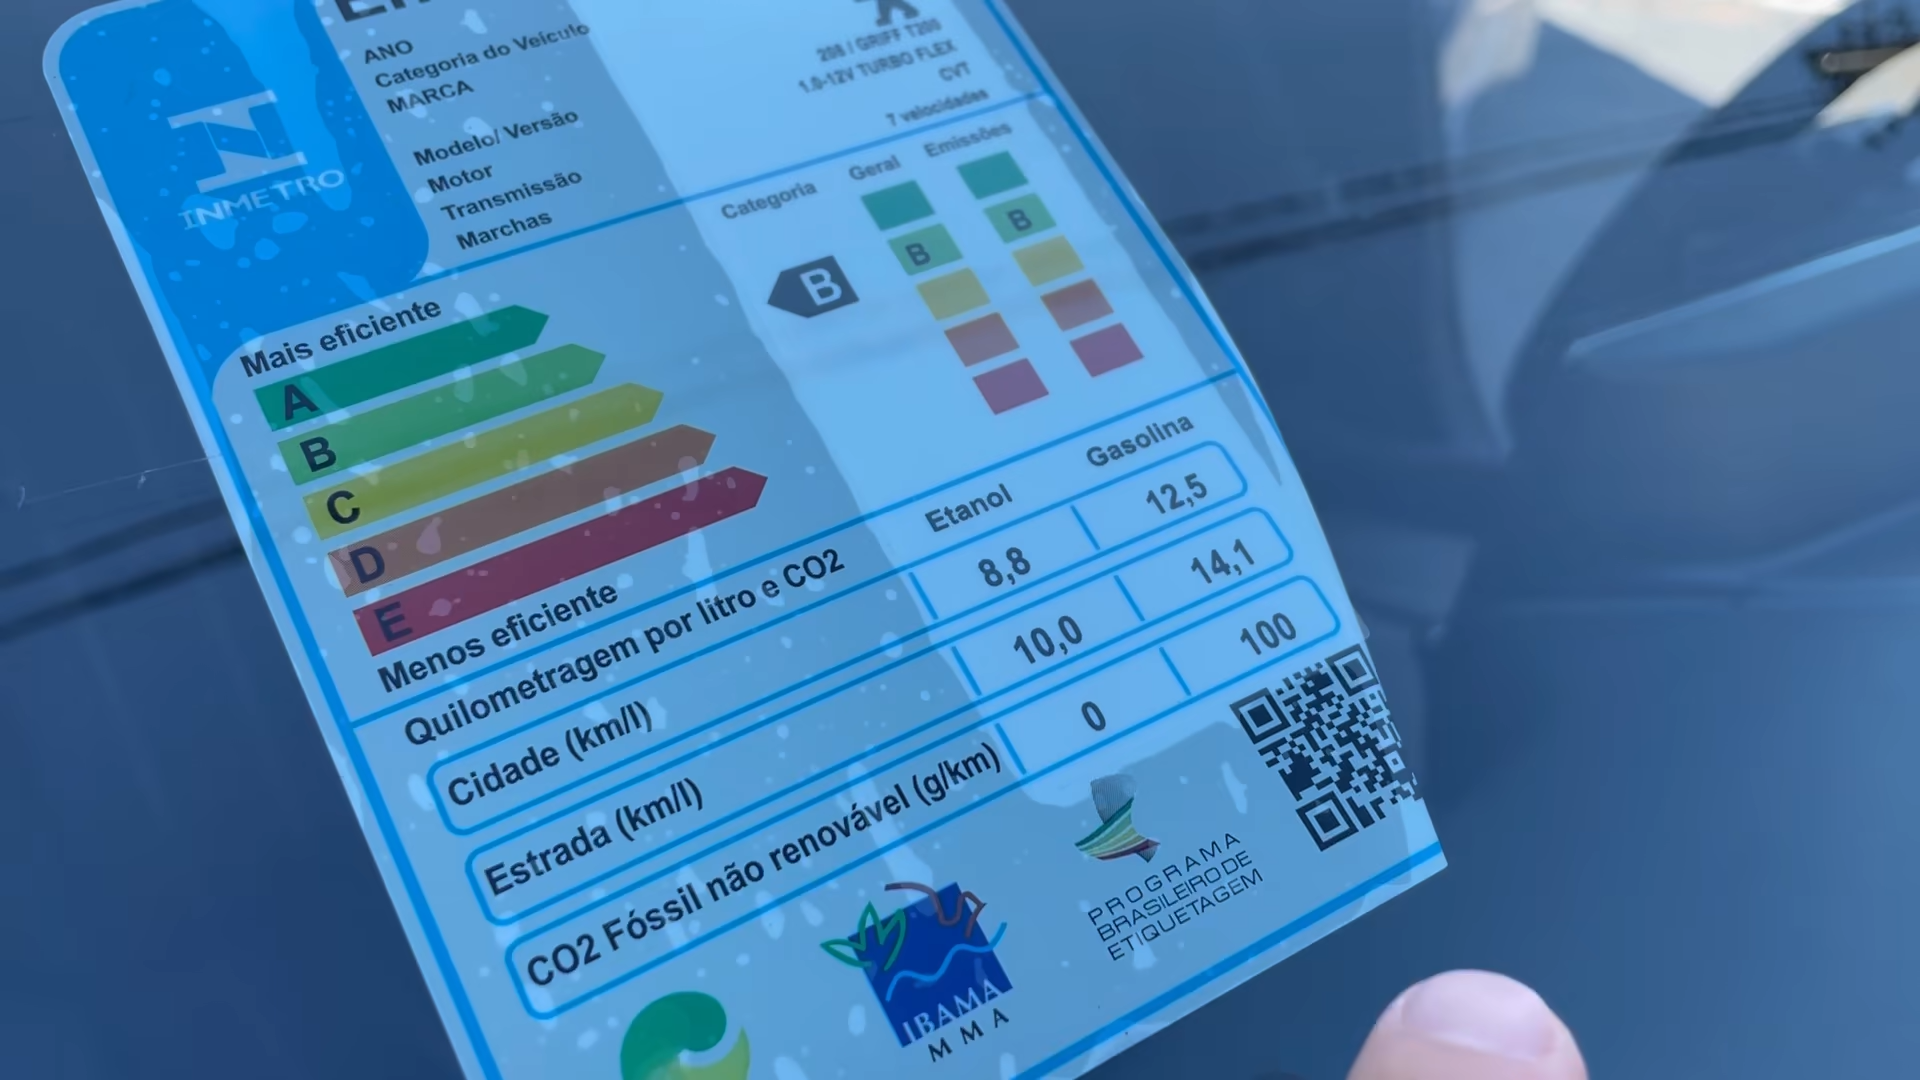 INMETRO
ANO
Categoria do Veículo
MARCA
Modelo/ Versão
Motor
Transmissão
Marchas
208 / GRIFF T200
1.0-12V TURBO FLEX
CVT
7 velocidades
Categoria
Geral
Emissões
B
B
B
Mais eficiente
A
B
C
D
E
Menos eficiente
Quilometragem por litro e CO2
Etanol
Gasolina
Cidade (km/l)
8,8
12,5
Estrada (km/l)
10,0
14,1
CO2 Fóssil não renovável (g/km)
0
100
IBAMA
MMA
PROGRAMA
BRASILEIRO DE
ETIQUETAGEM